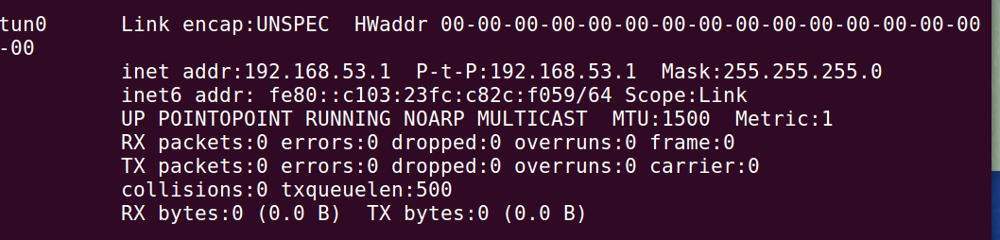 tun0      Link encap:UNSPEC  HWaddr 00-00-00-00-00-00-00-00-00-00-00-00-00-00-00
-00
          inet addr:192.168.53.1  P-t-P:192.168.53.1  Mask:255.255.255.0
          inet6 addr: fe80::c103:23fc:c82c:f059/64 Scope:Link
          UP POINTOPOINT RUNNING NOARP MULTICAST  MTU:1500  Metric:1
          RX packets:0 errors:0 dropped:0 overruns:0 frame:0
          TX packets:0 errors:0 dropped:0 overruns:0 carrier:0
          collisions:0 txqueuelen:500
          RX bytes:0 (0.0 B)  TX bytes:0 (0.0 B)